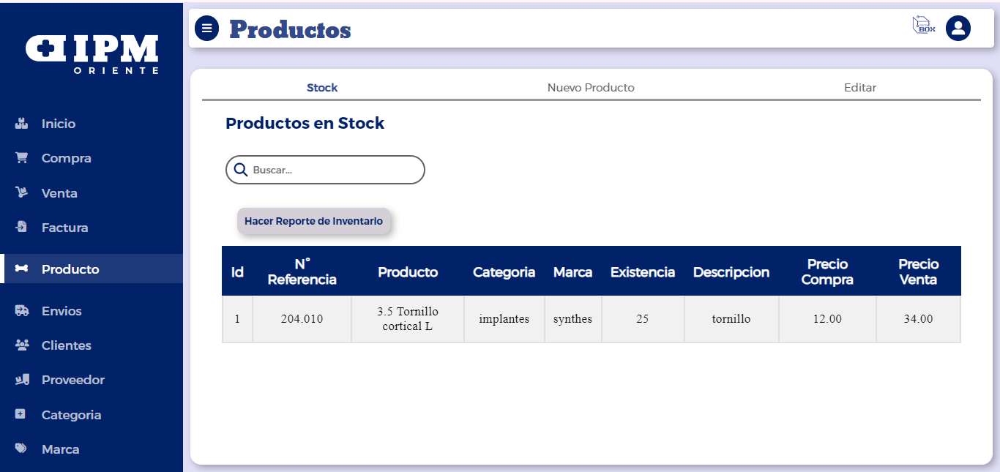 IPM
ORIENTE
Inicio
Compra
Venta
Factura
Producto
Envios
Clientes
Proveedor
Categoria
Marca
Productos
BOX
Stock Nuevo Producto Editar
Productos en Stock
Buscar...
Hacer Reporte de Inventario
Id N° Referencia Producto Categoria Marca Existencia Descripcion Precio Compra Precio Venta
1 204.010 3.5 Tornillo cortical L implantes synthes 25 tornillo 12.00 34.00